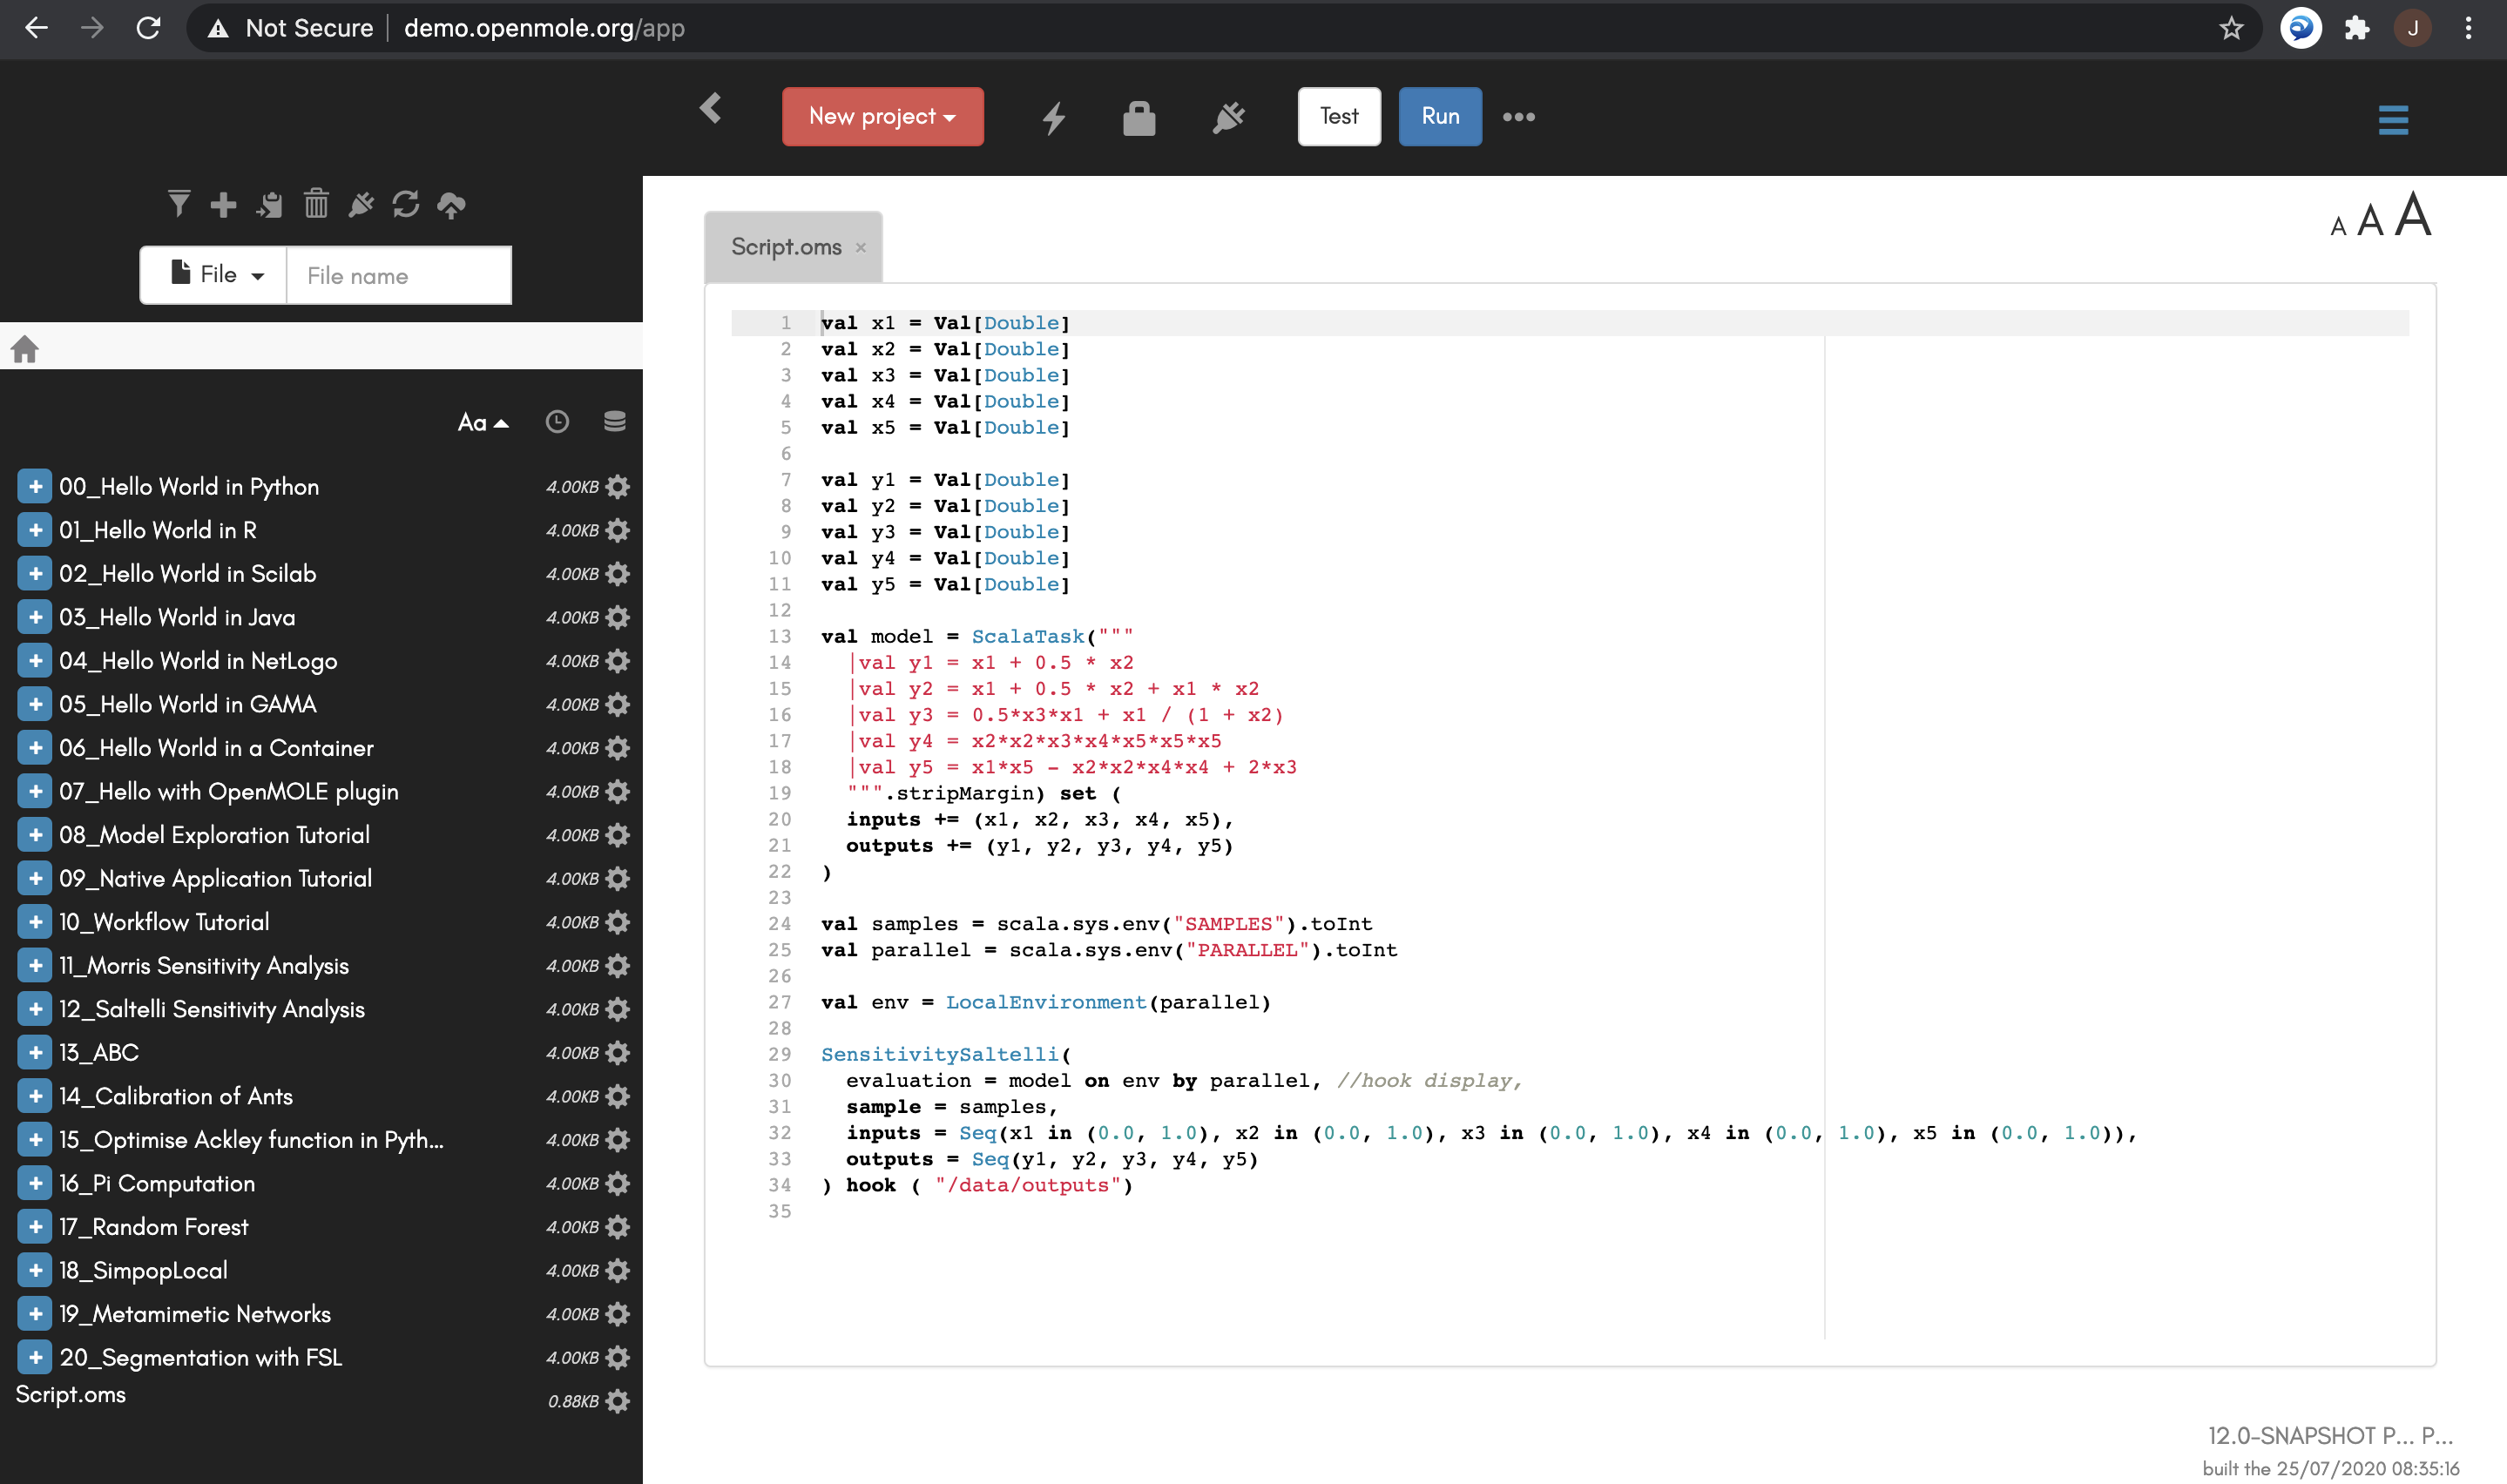 Not Secure demo.openmole.org/app
J
New project
Test
Run
File
File name
Aa
00_Hello World in Python 4.00KB
01_Hello World in R 4.00KB
02_Hello World in Scilab 4.00KB
03_Hello World in Java 4.00KB
04_Hello World in NetLogo 4.00KB
05_Hello World in GAMA 4.00KB
06_Hello World in a Container 4.00KB
07_Hello with OpenMOLE plugin 4.00KB
08_Model Exploration Tutorial 4.00KB
09_Native Application Tutorial 4.00KB
10_Workflow Tutorial 4.00KB
11_Morris Sensitivity Analysis 4.00KB
12_Saltelli Sensitivity Analysis 4.00KB
13_ABC 4.00KB
14_Calibration of Ants 4.00KB
15_Optimise Ackley function in Pyth... 4.00KB
16_Pi Computation 4.00KB
17_Random Forest 4.00KB
18_SimpopLocal 4.00KB
19_Metamimetic Networks 4.00KB
20_Segmentation with FSL 4.00KB
Script.oms 0.88KB
A A A
Script.oms ×
1 val x1 = Val[Double]
2 val x2 = Val[Double]
3 val x3 = Val[Double]
4 val x4 = Val[Double]
5 val x5 = Val[Double]
6
7 val y1 = Val[Double]
8 val y2 = Val[Double]
9 val y3 = Val[Double]
10 val y4 = Val[Double]
11 val y5 = Val[Double]
12
13 val model = ScalaTask("""
14 |val y1 = x1 + 0.5 * x2
15 |val y2 = x1 + 0.5 * x2 + x1 * x2
16 |val y3 = 0.5*x3*x1 + x1 / (1 + x2)
17 |val y4 = x2*x2*x3*x4*x5*x5*x5
18 |val y5 = x1*x5 - x2*x2*x4*x4 + 2*x3
19 """.stripMargin) set (
20 inputs += (x1, x2, x3, x4, x5),
21 outputs += (y1, y2, y3, y4, y5)
22 )
23
24 val samples = scala.sys.env("SAMPLES").toInt
25 val parallel = scala.sys.env("PARALLEL").toInt
26
27 val env = LocalEnvironment(parallel)
28
29 SensitivitySaltelli(
30 evaluation = model on env by parallel, //hook display,
31 sample = samples,
32 inputs = Seq(x1 in (0.0, 1.0), x2 in (0.0, 1.0), x3 in (0.0, 1.0), x4 in (0.0, 1.0), x5 in (0.0, 1.0)),
33 outputs = Seq(y1, y2, y3, y4, y5)
34 ) hook ( "/data/outputs")
35
12.0-SNAPSHOT P... P...
built the 25/07/2020 08:35:16